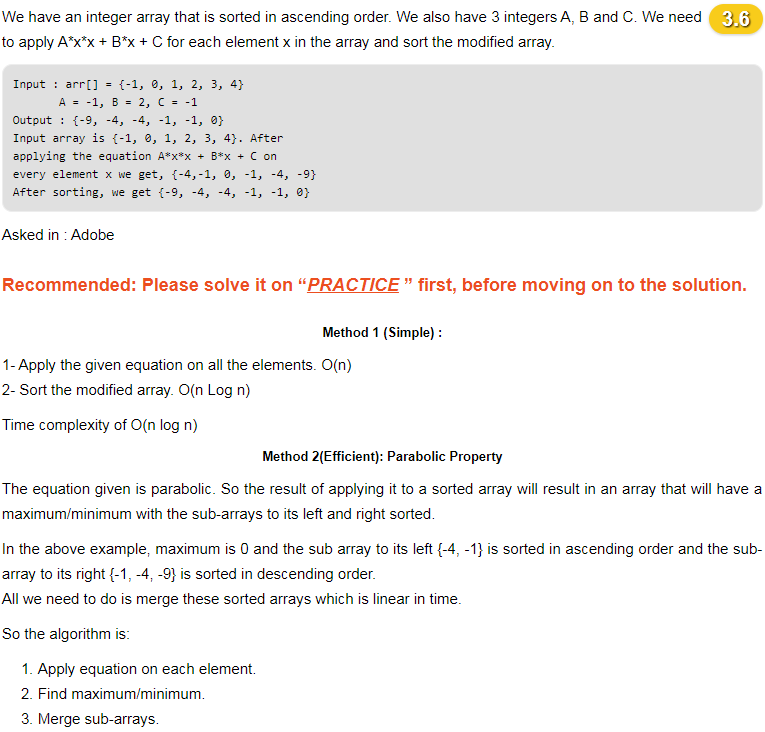 We have an integer array that is sorted in ascending order. We also have 3 integers A, B and C. We need
3.6
to apply A*x*x + B*x + C for each element x in the array and sort the modified array.
Input : arr[] = {-1, 0, 1, 2, 3, 4}
A = -1, B = 2, C = -1
Output : {-9, -4, -4, -1, -1, 0}
Input array is {-1, 0, 1, 2, 3, 4}. After
applying the equation A*x*x + B*x + C on
every element x we get, {-4,-1, 0, -1, -4, -9}
After sorting, we get {-9, -4, -4, -1, -1, 0}
Asked in : Adobe
Recommended: Please solve it on “PRACTICE ” first, before moving on to the solution.
Method 1 (Simple) :
1- Apply the given equation on all the elements. O(n)
2- Sort the modified array. O(n Log n)
Time complexity of O(n log n)
Method 2(Efficient): Parabolic Property
The equation given is parabolic. So the result of applying it to a sorted array will result in an array that will have a
maximum/minimum with the sub-arrays to its left and right sorted.
In the above example, maximum is 0 and the sub array to its left {-4, -1} is sorted in ascending order and the sub-
array to its right {-1, -4, -9} is sorted in descending order.
All we need to do is merge these sorted arrays which is linear in time.
So the algorithm is:
1. Apply equation on each element.
2. Find maximum/minimum.
3. Merge sub-arrays.